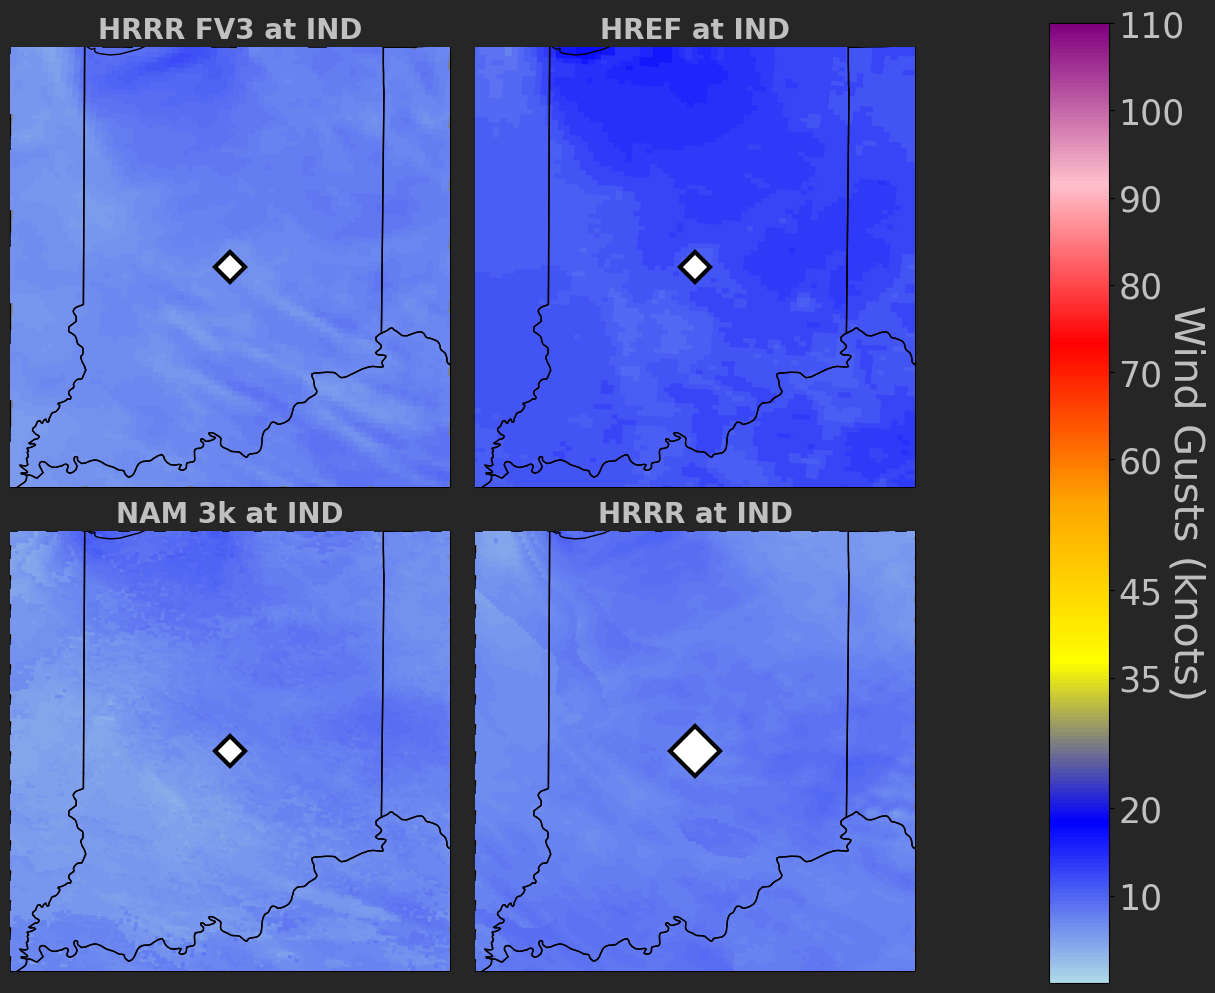 HRRR FV3 at IND
HREF at IND
NAM 3k at IND
HRRR at IND
110
100
90
80
70
60
45
35
20
10
Wind Gusts (knots)